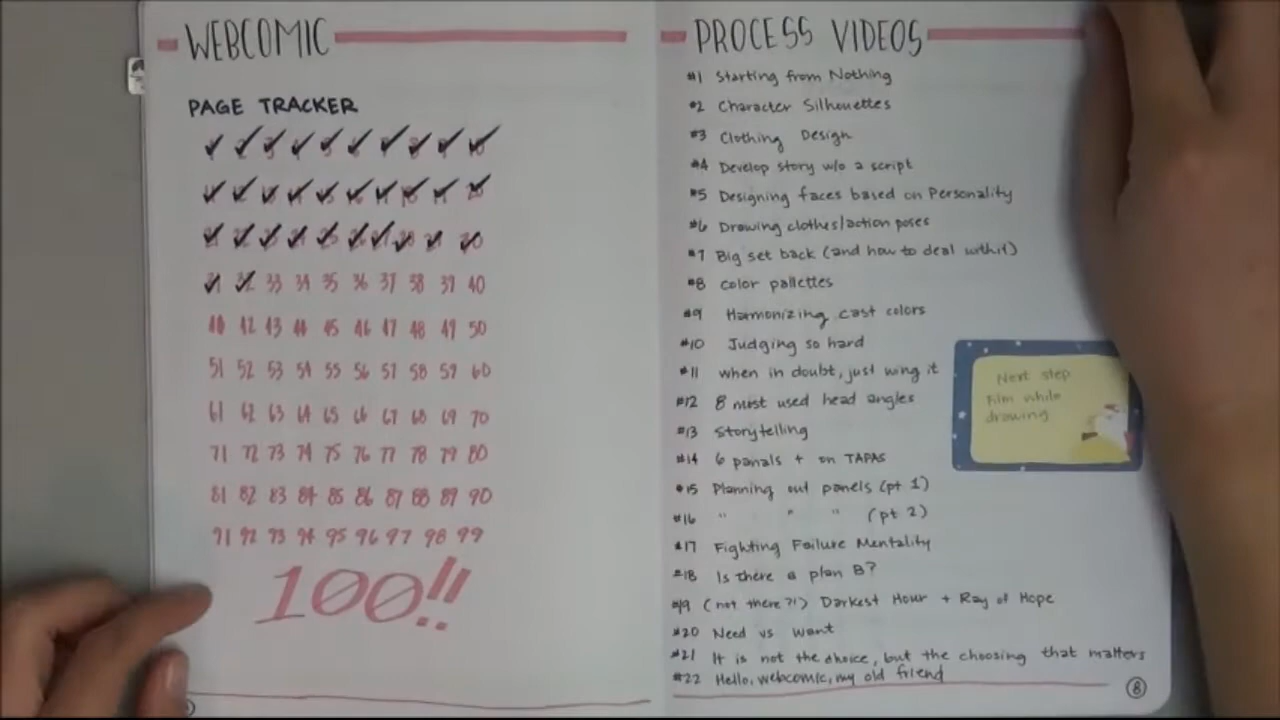 WEBCOMIC
PAGE TRACKER
31 32 33 34 35 36 37 38 39 40
42 43 44 45 46 47 48 49 50
51 52 53 54 55 56 57 58 59 60
61 62 63 64 65 66 67 68 69 70
71 72 73 74 75 76 77 78 79 80
81 82 83 84 85 86 87 88 89 90
91 92 93 94 95 96 97 98 99
100!!
PROCESS VIDEOS
#1 Starting from Nothing
#2 Character Silhouettes
#3 Clothing Design
#4 Develop story w/o a script
#5 Designing faces based on Personality
#6 Drawing clothes/action poses
#7 Big set back (and how to deal with it)
#8 color pallettes
#9 Harmonizing cast colors
#10 Judging so hard
#11 when in doubt, just wing it
#12 8 most used head angles
#13 Storytelling
#14 6 panals + on TAPAS
#15 Planning out panels (pt 1)
#16 " " " (pt 2)
#17 Fighting Failure Mentality
#18 Is there a plan B?
#19 (not there?!) Darkest Hour + Ray of Hope
#20 Need vs want
#21 It is not the choice, but the choosing that matters
#22 Hello, webcomic, my old friend
Next step
Film while
drawing
8